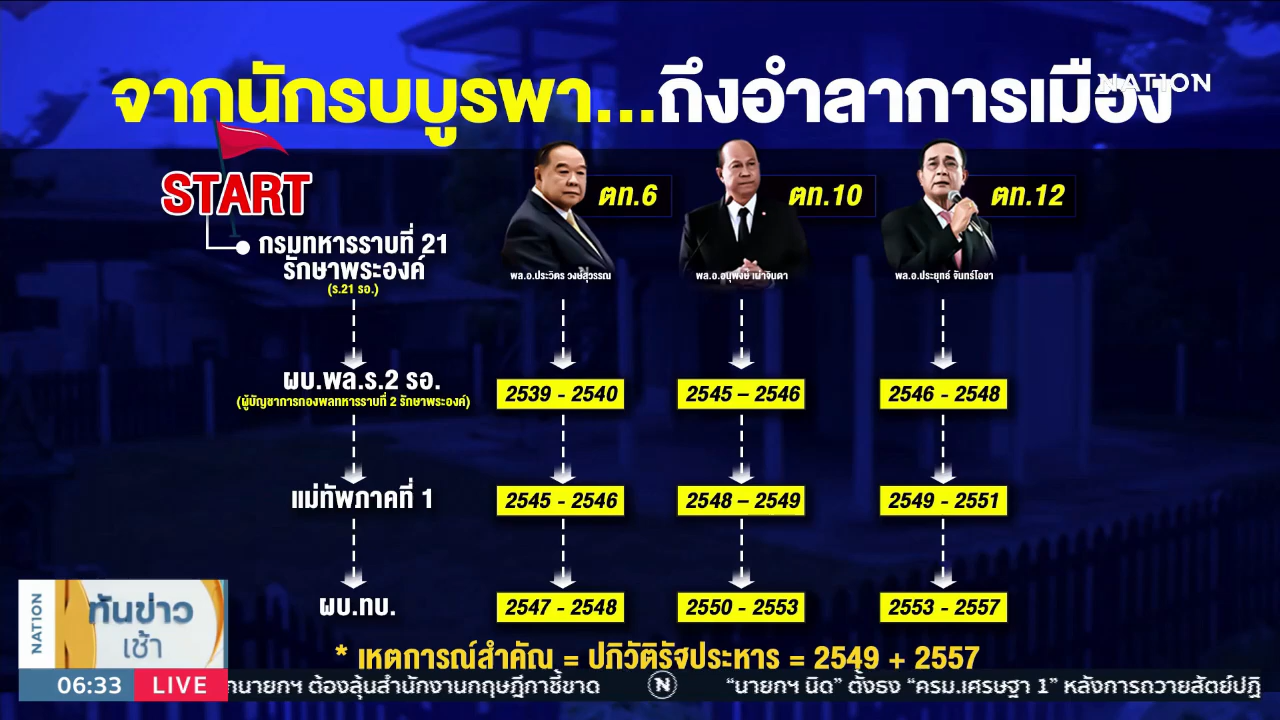 จากนักรบบูรพา...ถึงอำลาการเมือง
NATION
START
กรมทหารราบที่ 21
รักษาพระองค์
(ร.21 รอ.)
ตท.6
ตท.10
ตท.12
พล.อ.ประวิตร วงษ์สุวรรณ
พล.อ.อนุพงษ์ เผ่าจินดา
พล.อ.ประยุทธ์ จันทร์โอชา
ผบ.พล.ร.2 รอ.
(ผู้บัญชาการกองพลทหารราบที่ 2 รักษาพระองค์)
2539 - 2540
2545 – 2546
2546 - 2548
แม่ทัพภาคที่ 1
2545 - 2546
2548 – 2549
2549 - 2551
ผบ.ทบ.
2547 - 2548
2550 - 2553
2553 - 2557
* เหตุการณ์สำคัญ = ปฏิวัติรัฐประหาร = 2549 + 2557
NATION
ทันข่าว
เช้า
06:33 LIVE
กนายกฯ ต้องลุ้นสำนักงานกฤษฎีกาชี้ขาด N "นายกฯ นิด" ตั้งธง "ครม.เศรษฐา 1" หลังการถวายสัตย์ปฏิ